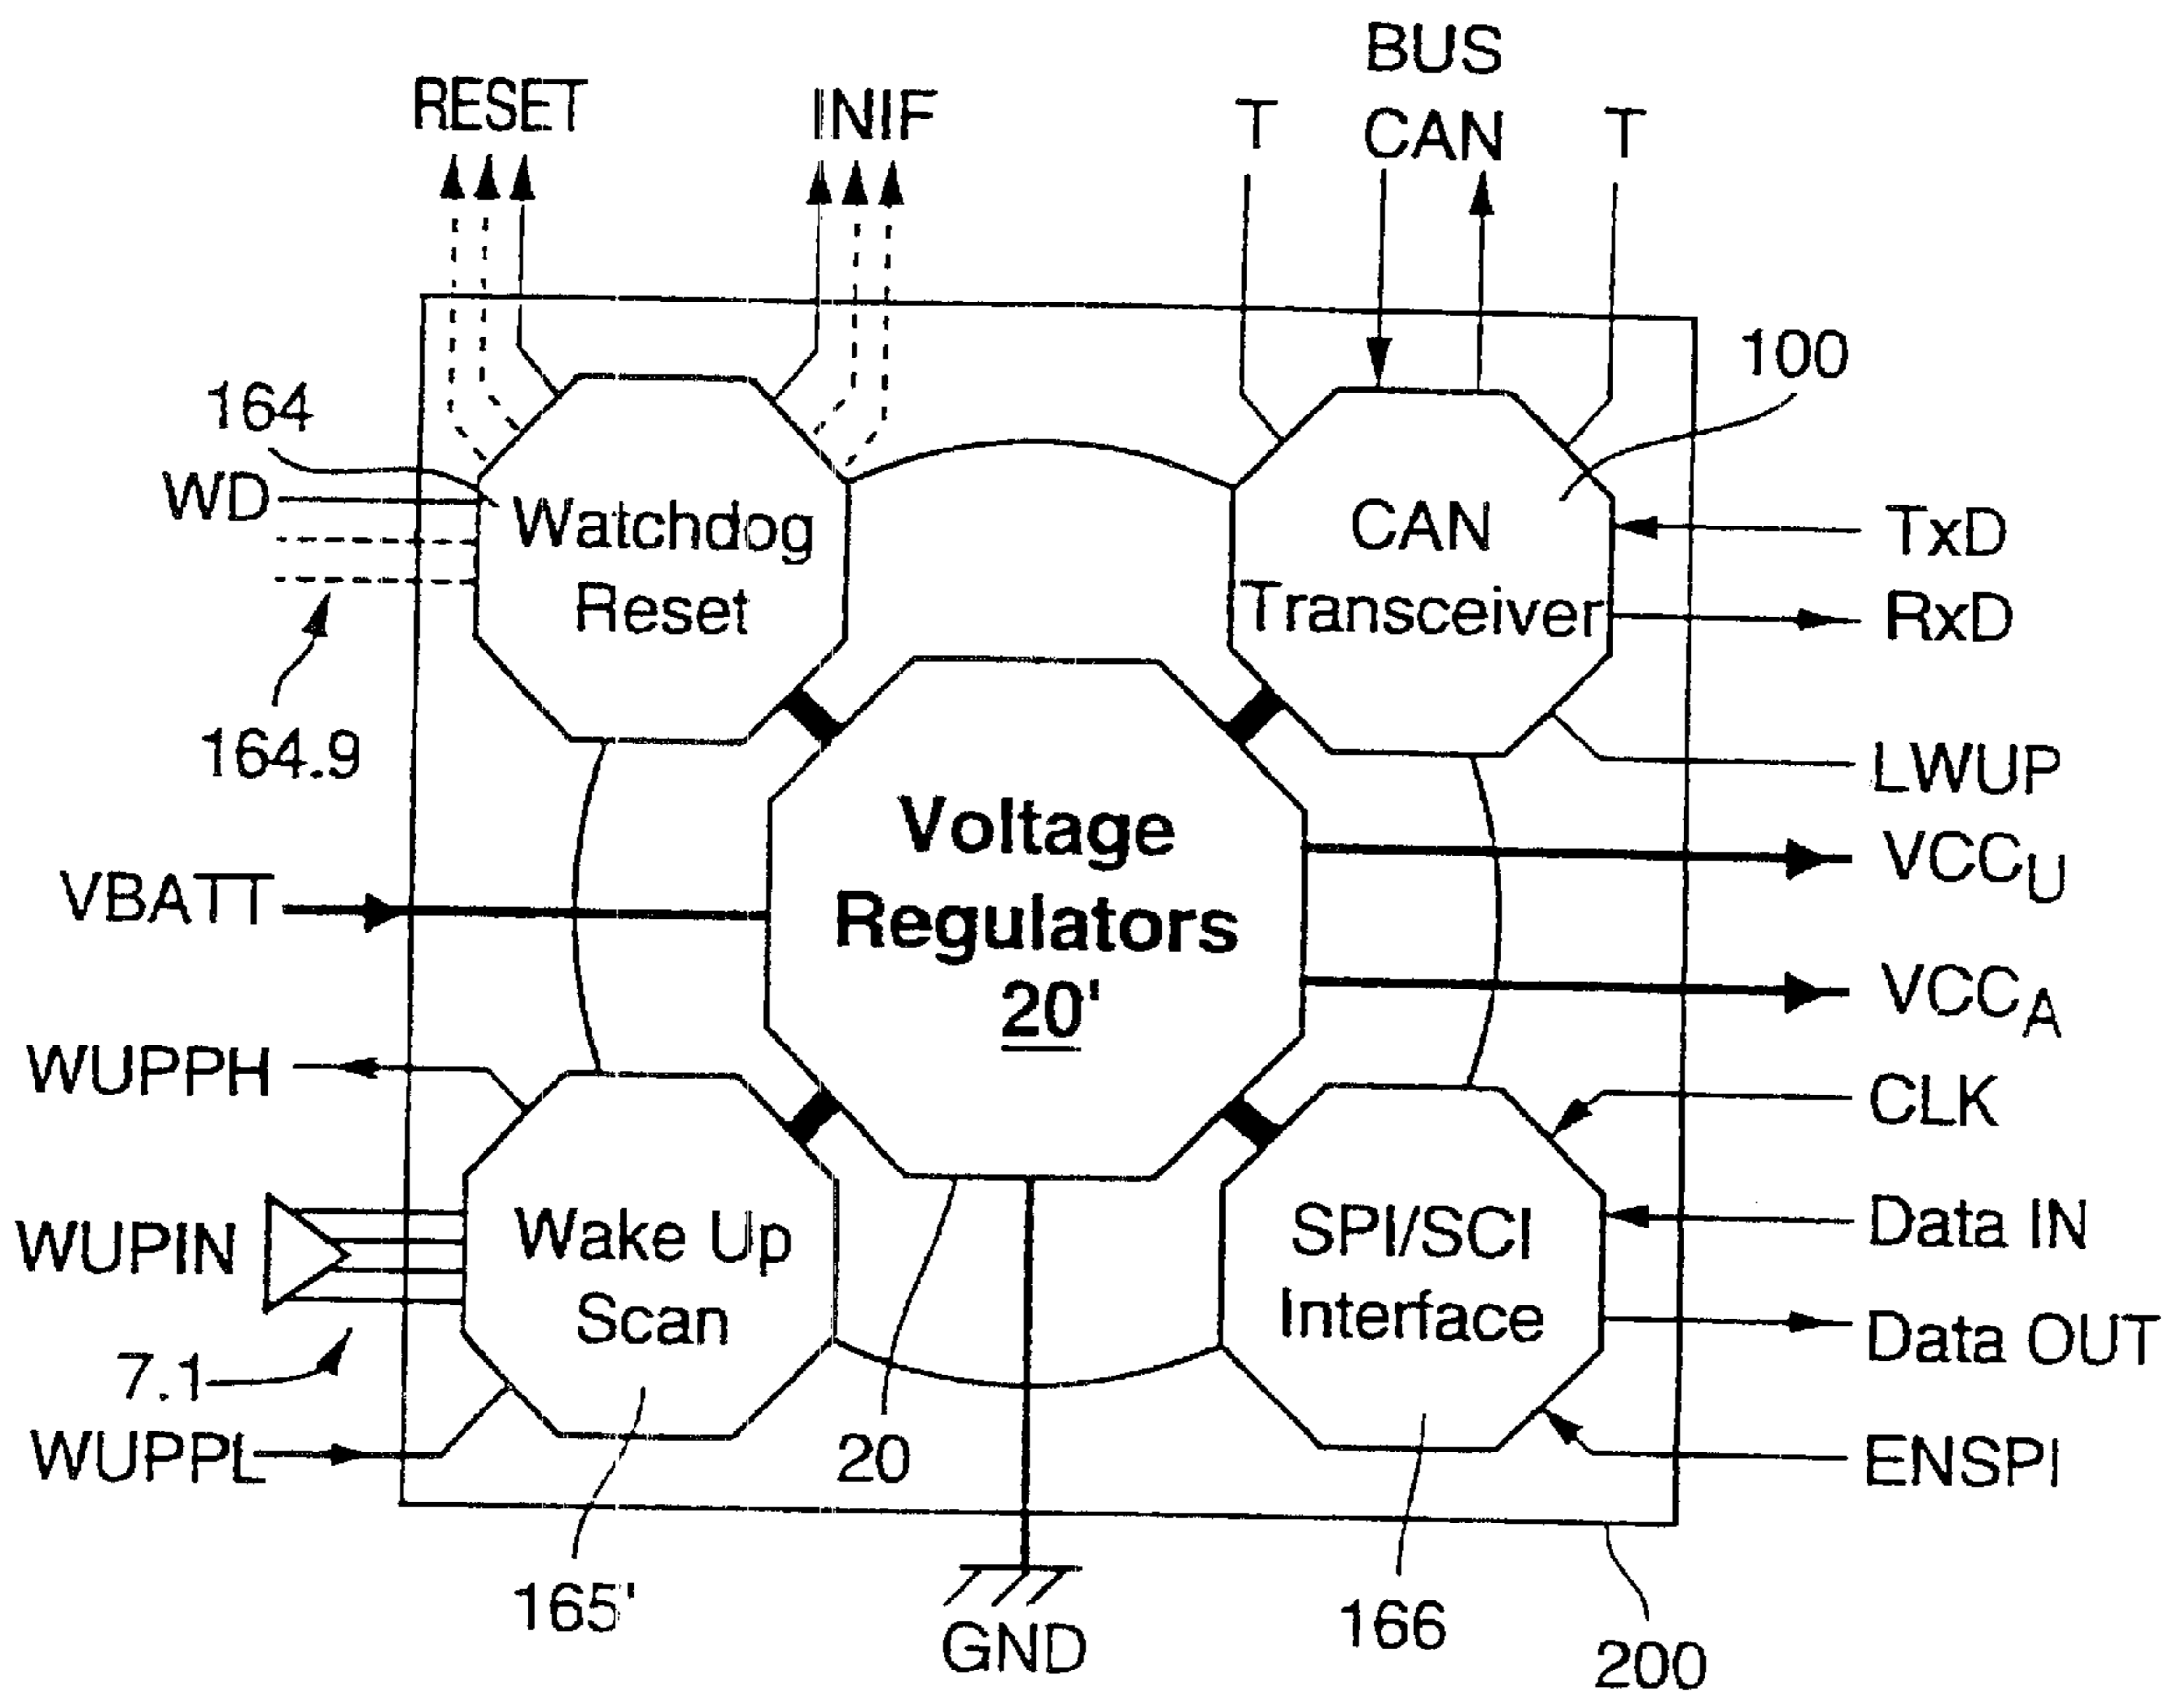 BUS
RESET
INIF
T
CAN
T
100
164
WD
Watchdog
Reset
CAN
Transceiver
TxD
RxD
164.9
LWUP
Voltage
Regulators
20'
VBATT
VCCU
VCCA
WUPPH
CLK
WUPIN
Wake Up
Scan
SPI/SCI
Interface
Data IN
Data OUT
7.1
WUPPL
20
ENSPI
165'
GND
166
200